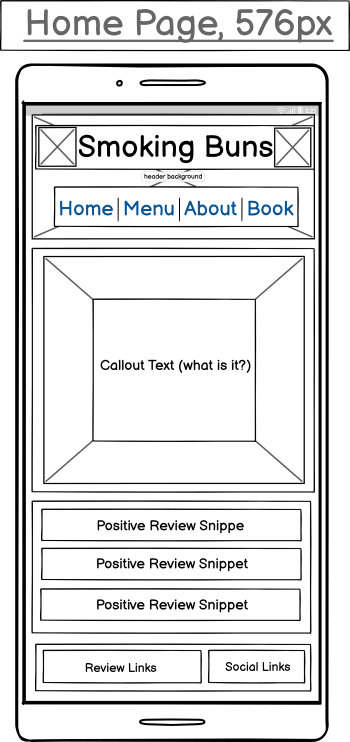 Home Page, 576px
Smoking Buns
header background
Home Menu About Book
Callout Text (what is it?)
Positive Review Snippe
Positive Review Snippet
Positive Review Snippet
Review Links Social Links